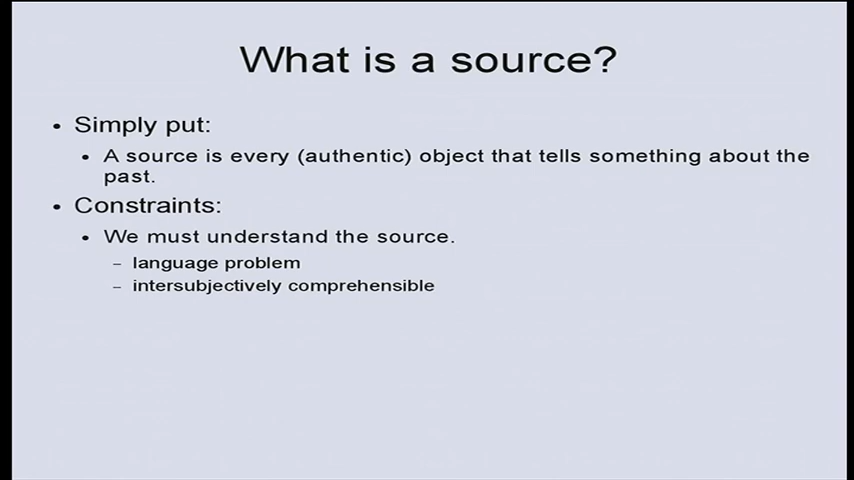 What is a source?
• Simply put:
• A source is every (authentic) object that tells something about the
past.
• Constraints:
• We must understand the source.
– language problem
– intersubjectively comprehensible